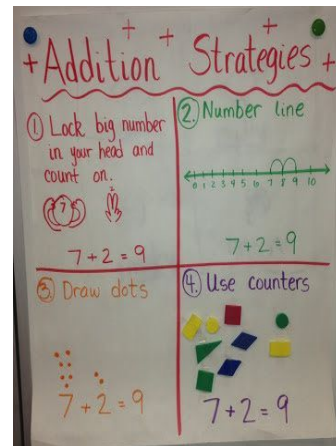 Addition Strategies
① Lock big number
in your head and
count on.
7
7 + 2 = 9
② Number line
0 1 2 3 4 5 6 7 8 9 10
7 + 2 = 9
③ Draw dots
7 + 2 = 9
④ Use counters
7 + 2 = 9